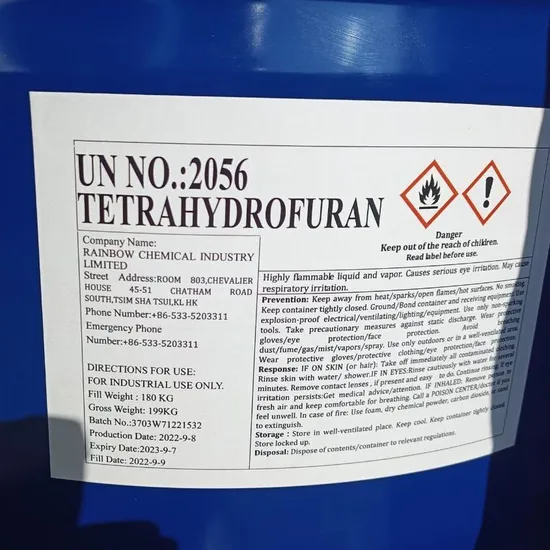 UN NO.:2056
TETRAHYDROFURAN
Company Name:
RAINBOW CHEMICAL INDUSTRY
LIMITED
Street Address:ROOM 803,CHEVALIER
HOUSE 45-51 CHATHAM ROAD
SOUTH,TSIM SHA TSUI,KL HK
Phone Number:+86-533-5203311
Emergency Phone
Number:+86-533-5203311
DIRECTIONS FOR USE:
FOR INDUSTRIAL USE ONLY.
Fill Weight : 180 KG
Gross Weight: 199KG
Batch No.:3703W71221532
Production Date: 2022-9-8
Expiry Date:2023-9-7
Fill Date: 2022-9-9
Danger
Keep out of the reach of children.
Read label before use.
Highly flammable liquid and vapor. Causes serious eye irritation. May cause
respiratory irritation.
Prevention: Keep away from heat/sparks/open flames/hot surfaces. No smoking.
Keep container tightly closed. Ground/Bond container and receiving equipment. Use
explosion-proof electrical/ventilating/lighting/equipment. Use only non-sparking
tools. Take precautionary measures against static discharge. Wear protective
gloves/eye protection/face protection. Avoid breathing
dust/fume/gas/mist/vapors/spray. Use only outdoors or in a well-ventilated area.
Wear protective gloves/protective clothing/eye protection/face protection.
Response: IF ON SKIN (or hair): Take off immediately all contaminated clothing.
Rinse skin with water/ shower.IF IN EYES:Rinse cautiously with water for several
minutes. Remove contact lenses , if present and easy to do. Continue rinsing. If eye
irritation persists:Get medical advice/attention. IF INHALED: Remove person to
fresh air and keep comfortable for breathing. Call a POISON CENTER/doctor if you
feel unwell. In case of fire: Use foam, dry chemical powder, carbon dioxide, or sand
to extinguish.
Storage : Store in well-ventilated place. Keep cool. Keep container tightly closed.
Store locked up.
Disposal: Dispose of contents/container to relevant regulations.